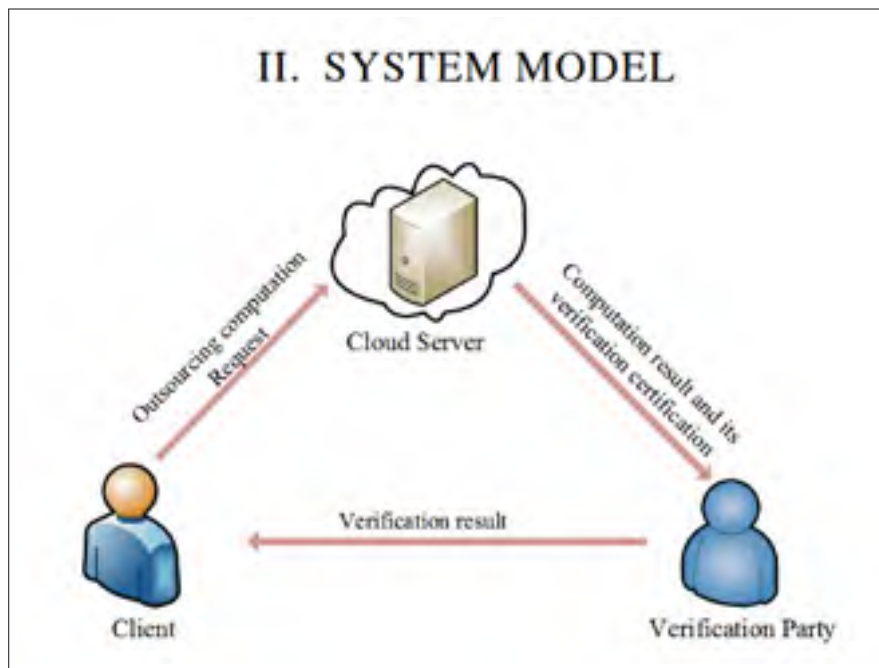 II. SYSTEM MODEL
Outsourcing computation
Request
Cloud Server
Computation result and its
verification certification
Verification result
Client
Verification Party